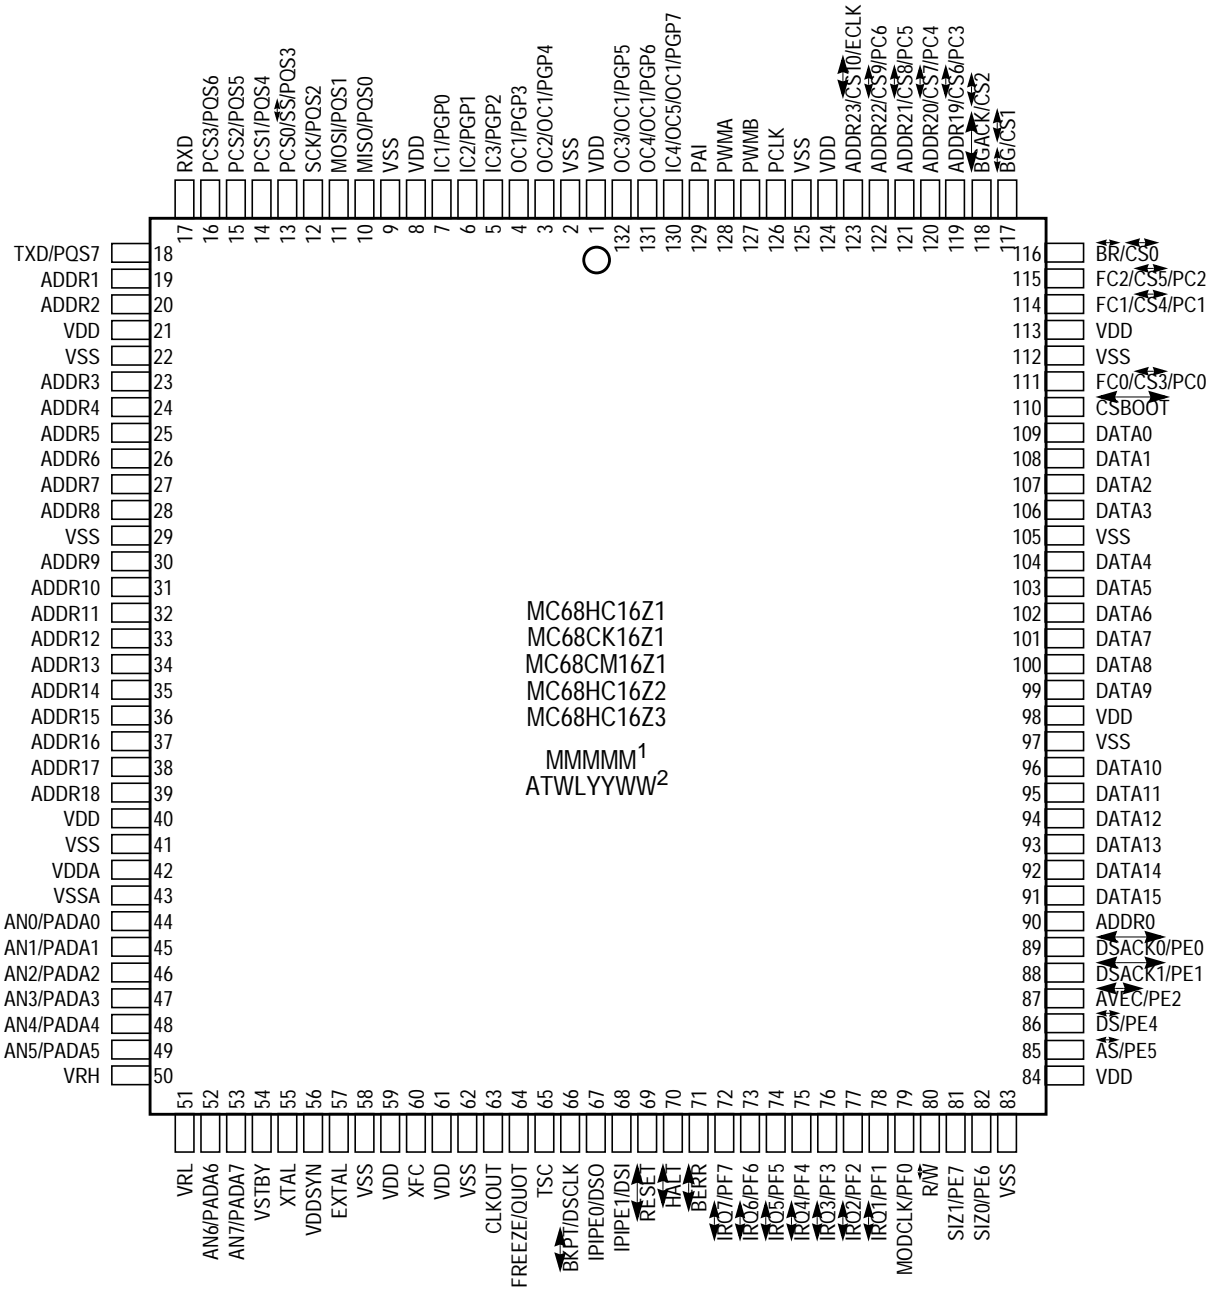 RXD
PCS3/PQS6
PCS2/PQS5
PCS1/PQS4
PCS0/SS/PQS3
SCK/PQS2
MOSI/PQS1
MISO/PQS0
VSS
VDD
IC1/PGP0
IC2/PGP1
IC3/PGP2
OC1/PGP3
OC2/OC1/PGP4
VSS
VDD
OC3/OC1/PGP5
OC4/OC1/PGP6
IC4/OC5/OC1/PGP7
PAI
PWMA
PWMB
PCLK
VSS
VDD
ADDR23/CS10/ECLK
ADDR22/CS9/PC6
ADDR21/CS8/PC5
ADDR20/CS7/PC4
ADDR19/CS6/PC3
BGACK/CS2
BG/CS1
17
16
15
14
13
12
11
10
9
8
7
6
5
4
3
2
1
132
131
130
129
128
127
126
125
124
123
122
121
120
119
118
117
TXD/PQS7 18
ADDR1 19
ADDR2 20
VDD 21
VSS 22
ADDR3 23
ADDR4 24
ADDR5 25
ADDR6 26
ADDR7 27
ADDR8 28
VSS 29
ADDR9 30
ADDR10 31
ADDR11 32
ADDR12 33
ADDR13 34
ADDR14 35
ADDR15 36
ADDR16 37
ADDR17 38
ADDR18 39
VDD 40
VSS 41
VDDA 42
VSSA 43
AN0/PADA0 44
AN1/PADA1 45
AN2/PADA2 46
AN3/PADA3 47
AN4/PADA4 48
AN5/PADA5 49
VRH 50
MC68HC16Z1
MC68CK16Z1
MC68CM16Z1
MC68HC16Z2
MC68HC16Z3
MMMMM1
ATWLYYWW2
116 BR/CS0
115 FC2/CS5/PC2
114 FC1/CS4/PC1
113 VDD
112 VSS
111 FC0/CS3/PC0
110 CSBOOT
109 DATA0
108 DATA1
107 DATA2
106 DATA3
105 VSS
104 DATA4
103 DATA5
102 DATA6
101 DATA7
100 DATA8
99 DATA9
98 VDD
97 VSS
96 DATA10
95 DATA11
94 DATA12
93 DATA13
92 DATA14
91 DATA15
90 ADDR0
89 DSACK0/PE0
88 DSACK1/PE1
87 AVEC/PE2
86 DS/PE4
85 AS/PE5
84 VDD
51
52
53
54
55
56
57
58
59
60
61
62
63
64
65
66
67
68
69
70
71
72
73
74
75
76
77
78
79
80
81
82
83
VRL
AN6/PADA6
AN7/PADA7
VSTBY
XTAL
VDDSYN
EXTAL
VSS
VDD
XFC
VDD
VSS
CLKOUT
FREEZE/QUOT
TSC
BKPT/DSCLK
IPIPE0/DSO
IPIPE1/DSI
RESET
HALT
BERR
IRQ7/PF7
IRQ6/PF6
IRQ5/PF5
IRQ4/PF4
IRQ3/PF3
IRQ2/PF2
IRQ1/PF1
MODCLK/PF0
R/W
SIZ1/PE7
SIZ0/PE6
VSS